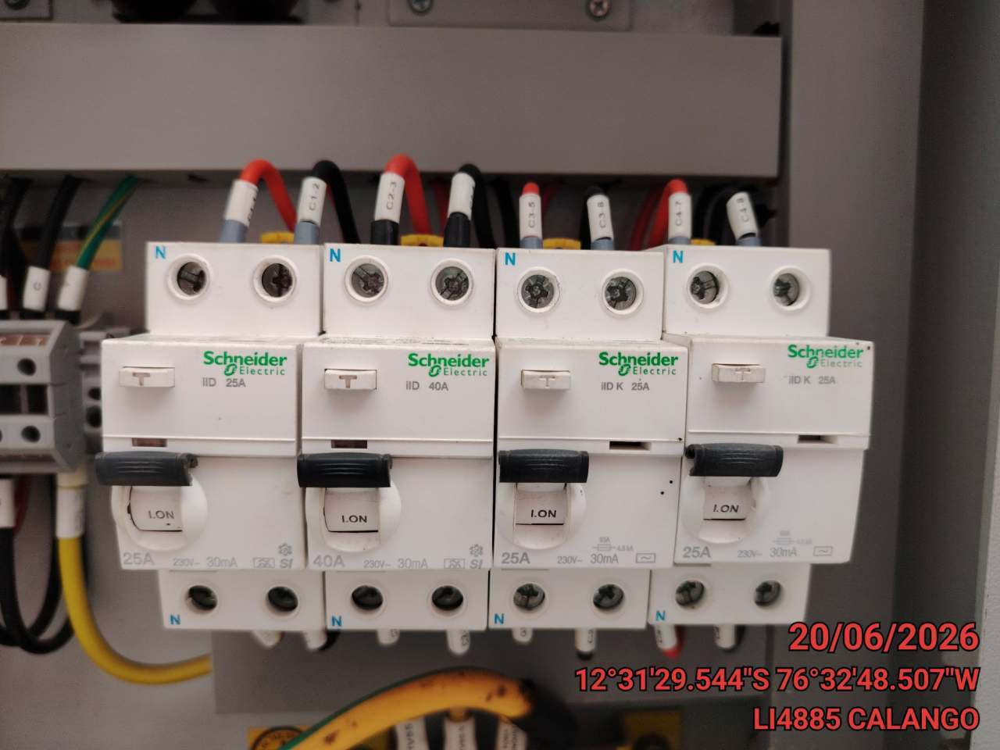 C1-2
C2-3
C3-5
C3-6
C4-7
C4-8
N
N
N
N
Schneider
Electric
iID 25A
Schneider
Electric
iID 40A
Schneider
Electric
iID K 25A
Schneider
Electric
iID K 25A
T
T
T
T
I.ON
I.ON
I.ON
I.ON
25A 230V~ 30mA SI
40A 230V~ 30mA SI
25A 230V~ 30mA
25A 230V~ 30mA
N
N
N
N
20/06/2026
12°31'29.544"S 76°32'48.507"W
LI4885 CALANGO